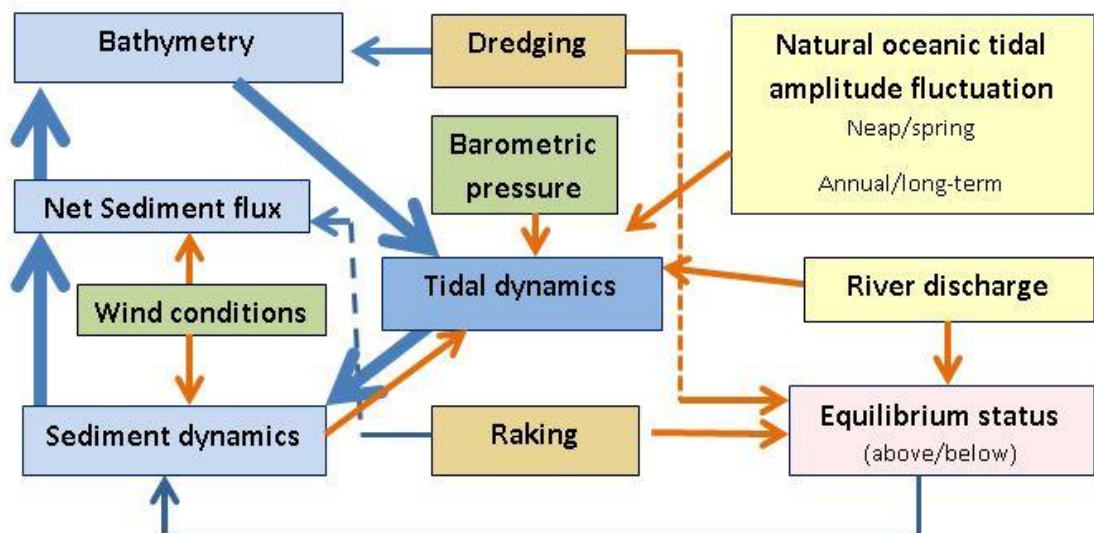 Bathymetry
Dredging
Natural oceanic tidal
amplitude fluctuation
Neap/spring
Annual/long-term
Barometric
pressure
Net Sediment flux
Tidal dynamics
River discharge
Wind conditions
Sediment dynamics
Raking
Equilibrium status
(above/below)